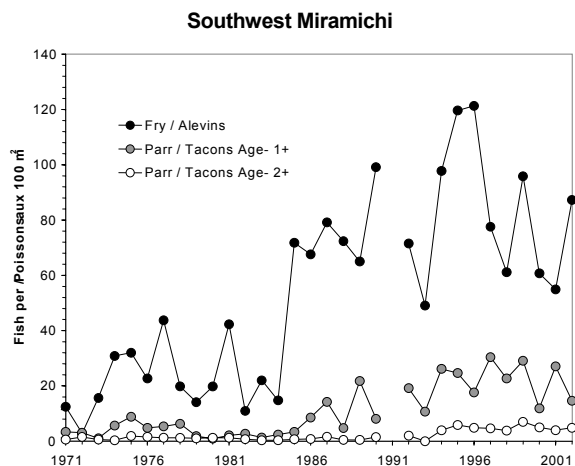 Southwest Miramichi
Fish per /Poissonsaux 100 m²
140
120
100
80
60
40
20
0
Fry / Alevins
Parr / Tacons Age- 1+
Parr / Tacons Age- 2+
1971 1976 1981 1986 1991 1996 2001